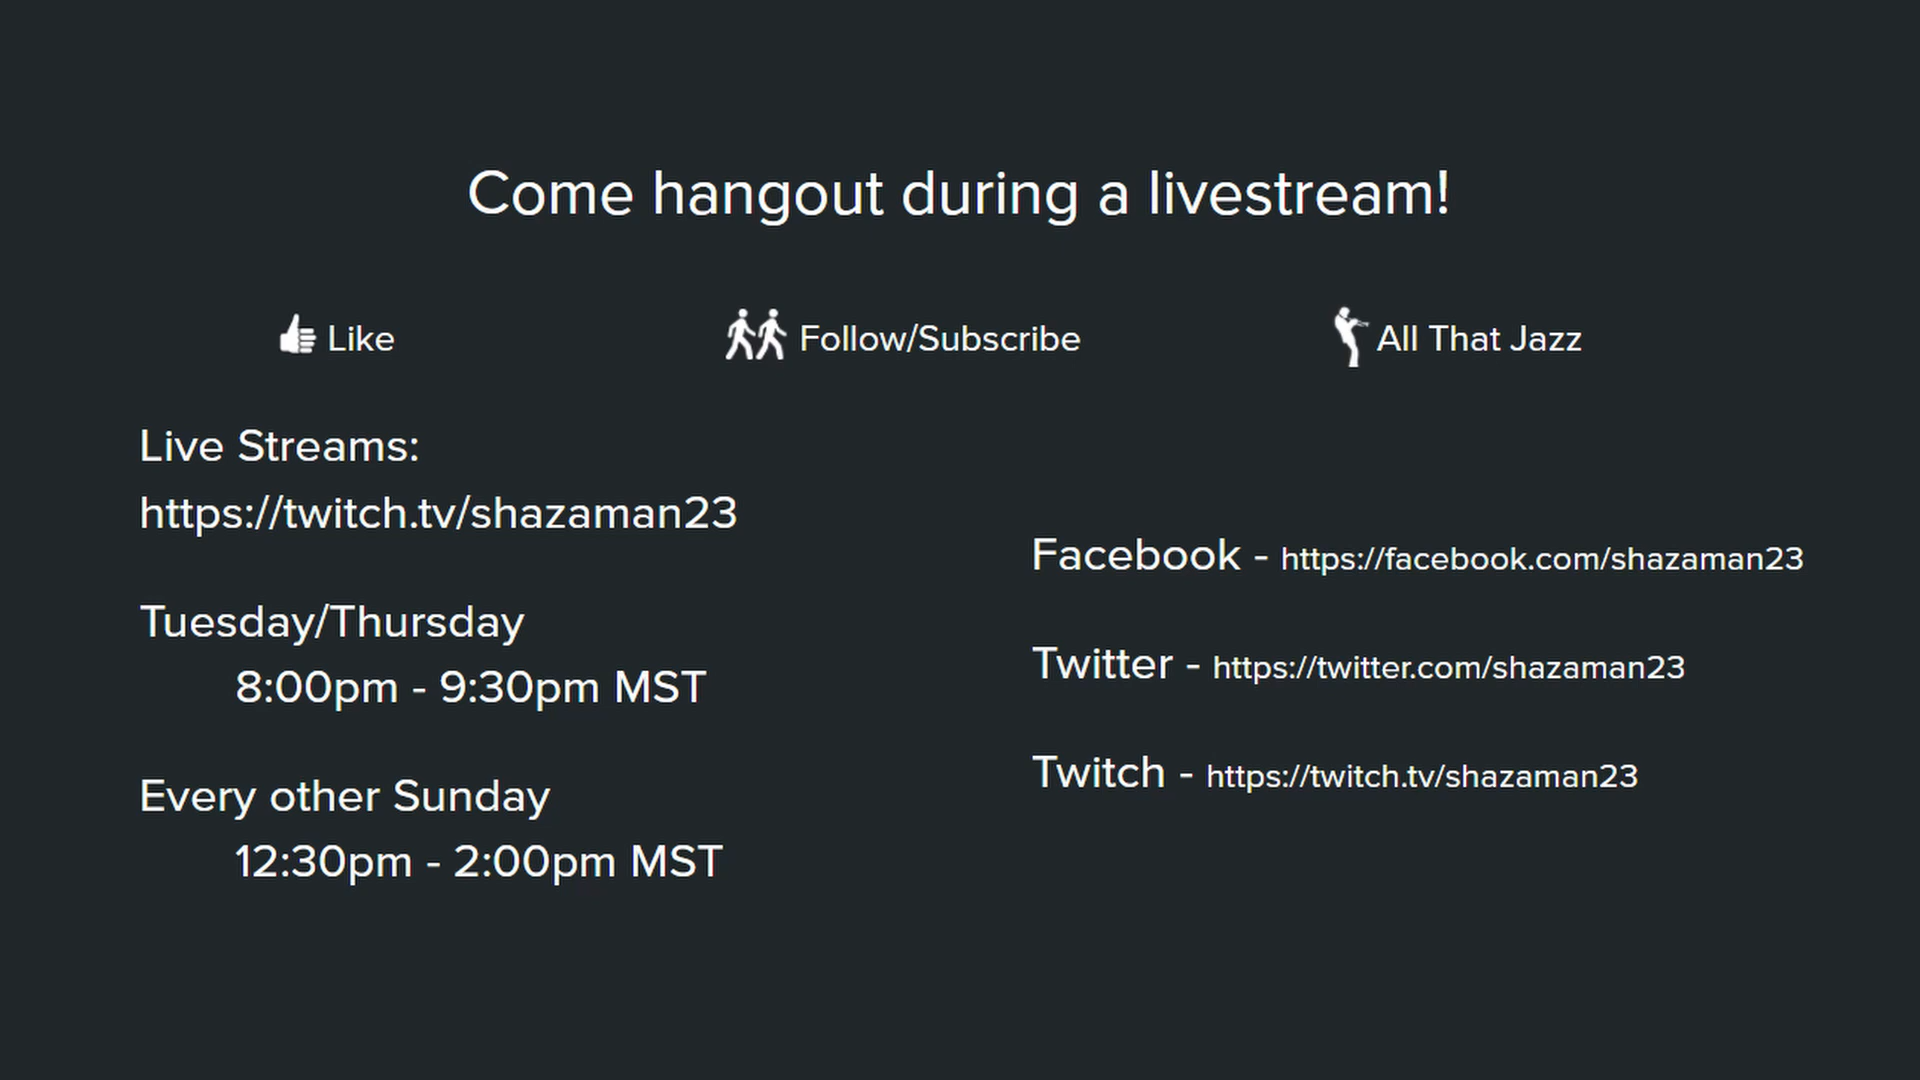 Come hangout during a livestream!
Like
Follow/Subscribe
All That Jazz
Live Streams:
https://twitch.tv/shazaman23
Tuesday/Thursday
8:00pm - 9:30pm MST
Every other Sunday
12:30pm - 2:00pm MST
Facebook - https://facebook.com/shazaman23
Twitter - https://twitter.com/shazaman23
Twitch - https://twitch.tv/shazaman23